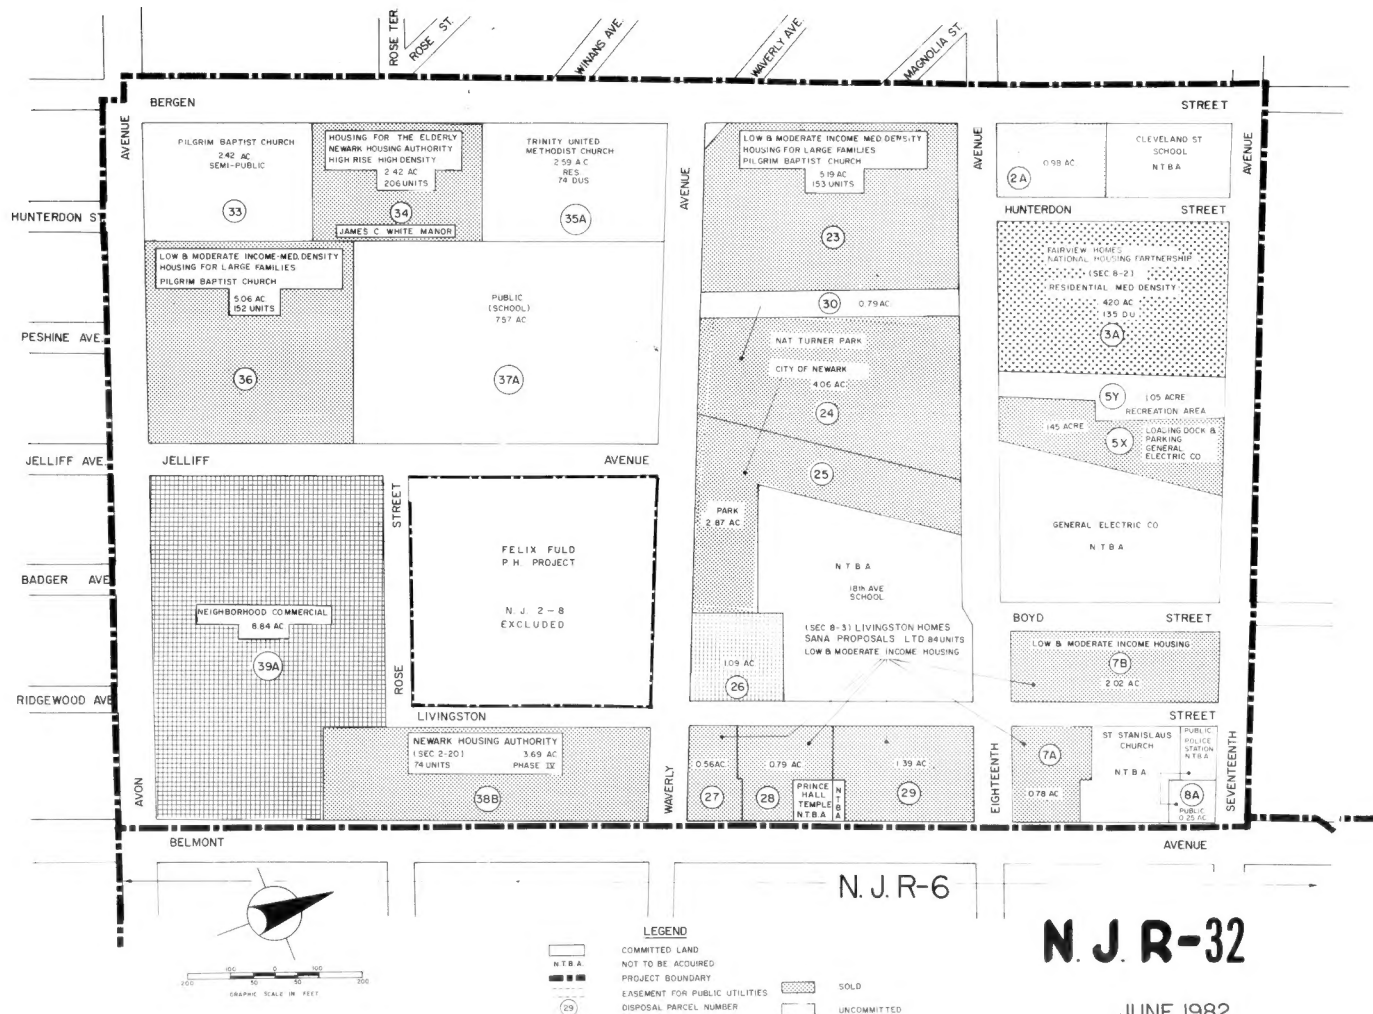 ROSE TER.
ROSE ST.
WINANS AVE.
WAVERLY AVE.
MAGNOLIA ST.
BERGEN
STREET
AVENUE
AVENUE
AVENUE
AVENUE
HUNTERDON ST.
PESHINE AVE.
JELLIFF AVE
BADGER AVE
RIDGEWOOD AVE
PILGRIM BAPTIST CHURCH
2.42 AC
SEMI-PUBLIC
33
HOUSING FOR THE ELDERLY
NEWARK HOUSING AUTHORITY
HIGH RISE HIGH DENSITY
2.42 AC
206 UNITS
34
JAMES C WHITE MANOR
TRINITY UNITED
METHODIST CHURCH
2.59 A C
RES
74 DUS
35A
LOW & MODERATE INCOME MED DENSITY
HOUSING FOR LARGE FAMILIES
PILGRIM BAPTIST CHURCH
5.19 AC
153 UNITS
23
0.98 AC
2A
CLEVELAND ST
SCHOOL
N T B A
HUNTERDON
STREET
LOW & MODERATE INCOME-MED. DENSITY
HOUSING FOR LARGE FAMILIES
PILGRIM BAPTIST CHURCH
5.06 AC
152 UNITS
36
PUBLIC
(SCHOOL)
7.57 AC
37A
30
0.79 AC.
NAT TURNER PARK
CITY OF NEWARK
4.06 AC.
24
25
PARK
2.87 AC
FAIRVIEW HOMES
NATIONAL HOUSING PARTNERSHIP
(SEC 8-2)
RESIDENTIAL MED DENSITY
4.20 AC
135 DU
3A
5Y
1.05 ACRE
RECREATION AREA
1.45 ACRE
5X
LOADING DOCK &
PARKING
GENERAL
ELECTRIC CO
GENERAL ELECTRIC CO
N T B A
JELLIFF
AVENUE
STREET
ROSE
FELIX FULD
P H. PROJECT
N. J. 2-8
EXCLUDED
NEIGHBORHOOD COMMERCIAL
8.84 AC
39A
N T B A
18th AVE
SCHOOL
(SEC 8-3) LIVINGSTON HOMES
SANA PROPOSALS LTD 84 UNITS
LOW & MODERATE INCOME HOUSING
1.09 AC
26
BOYD
STREET
LOW & MODERATE INCOME HOUSING
7B
2.02 AC
LIVINGSTON
STREET
NEWARK HOUSING AUTHORITY
(SEC 2-20)
3.69 AC
74 UNITS
PHASE IV
38B
0.56 AC.
27
0.79 AC
28
PRINCE
HALL
TEMPLE
N.T.B.A
N
T
B
A
1.39 AC
29
7A
0.78 AC
ST STANISLAUS
CHURCH
N T B A
PUBLIC
POLICE
STATION
N T B A
8A
PUBLIC
0.25 AC
AVON
WAVERLY
EIGHTEENTH
SEVENTEENTH
BELMONT
AVENUE
N. J. R-6
N. J. R-32
JUNE 1982
200
100
50
0
50
100
200
GRAPHIC SCALE IN FEET
LEGEND
COMMITTED LAND
N.T.B.A.
NOT TO BE ACQUIRED
PROJECT BOUNDARY
EASEMENT FOR PUBLIC UTILITIES
29
DISPOSAL PARCEL NUMBER
SOLD
UNCOMMITTED